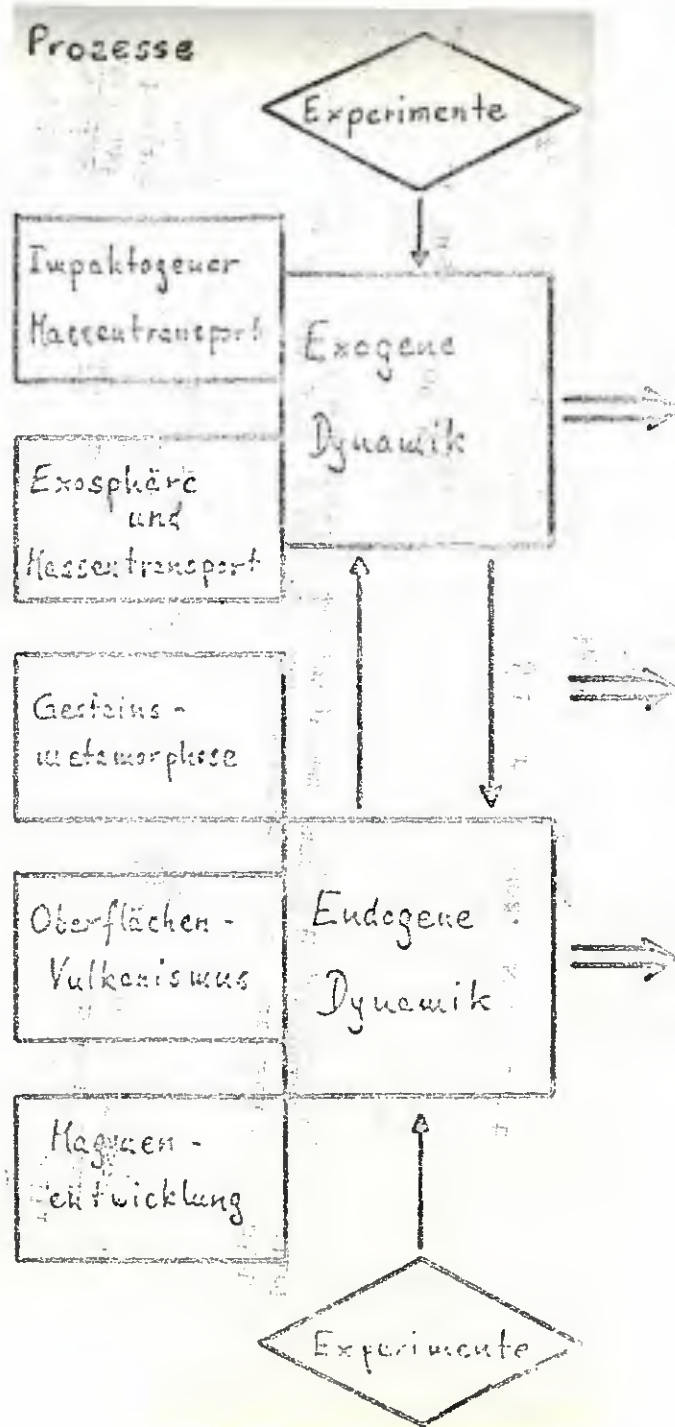 Prozesse
Experimente
Impaktogener
Massentransport
Exogene
Dynamik
Exosphäre
und
Massentransport
Gesteins-
metamorphose
Oberflächen-
Vulkanismus
Endogene
Dynamik
Magmen-
entwicklung
Experimente